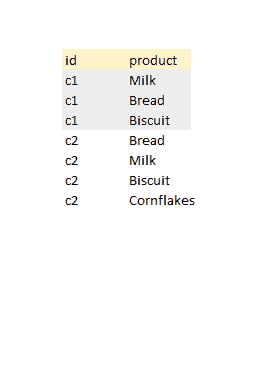 id product
c1 Milk
c1 Bread
c1 Biscuit
c2 Bread
c2 Milk
c2 Biscuit
c2 Cornflakes